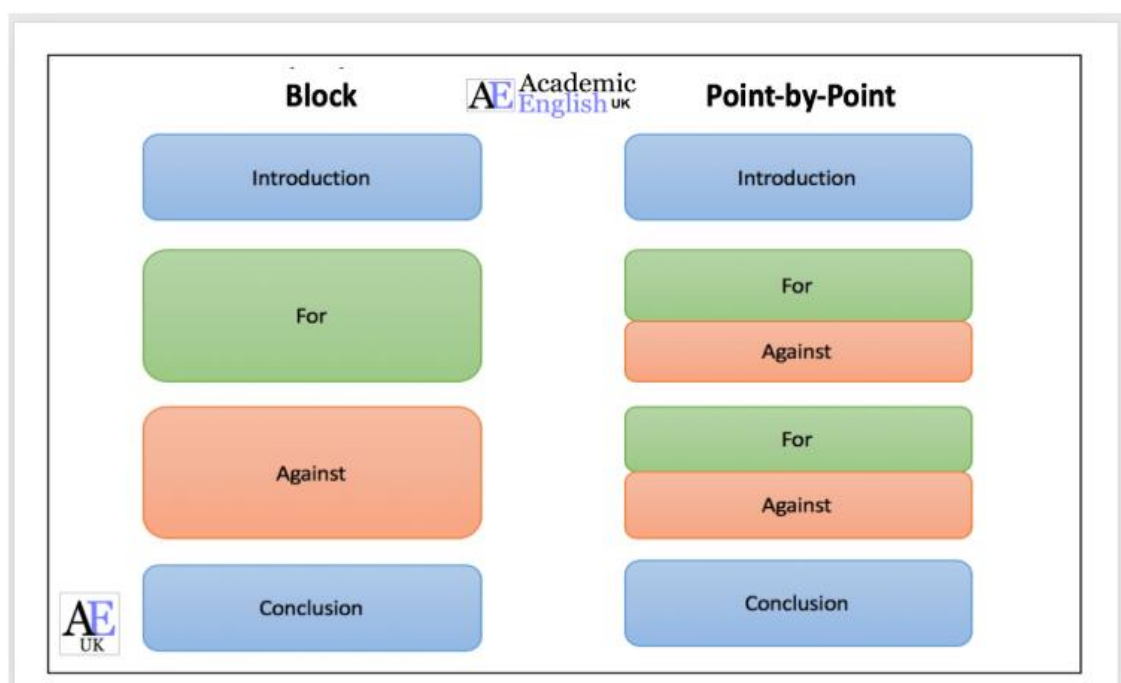 Block
AE Academic
English UK
Point-by-Point
Introduction
For
Against
Conclusion
Introduction
For
Against
For
Against
Conclusion
AE
UK